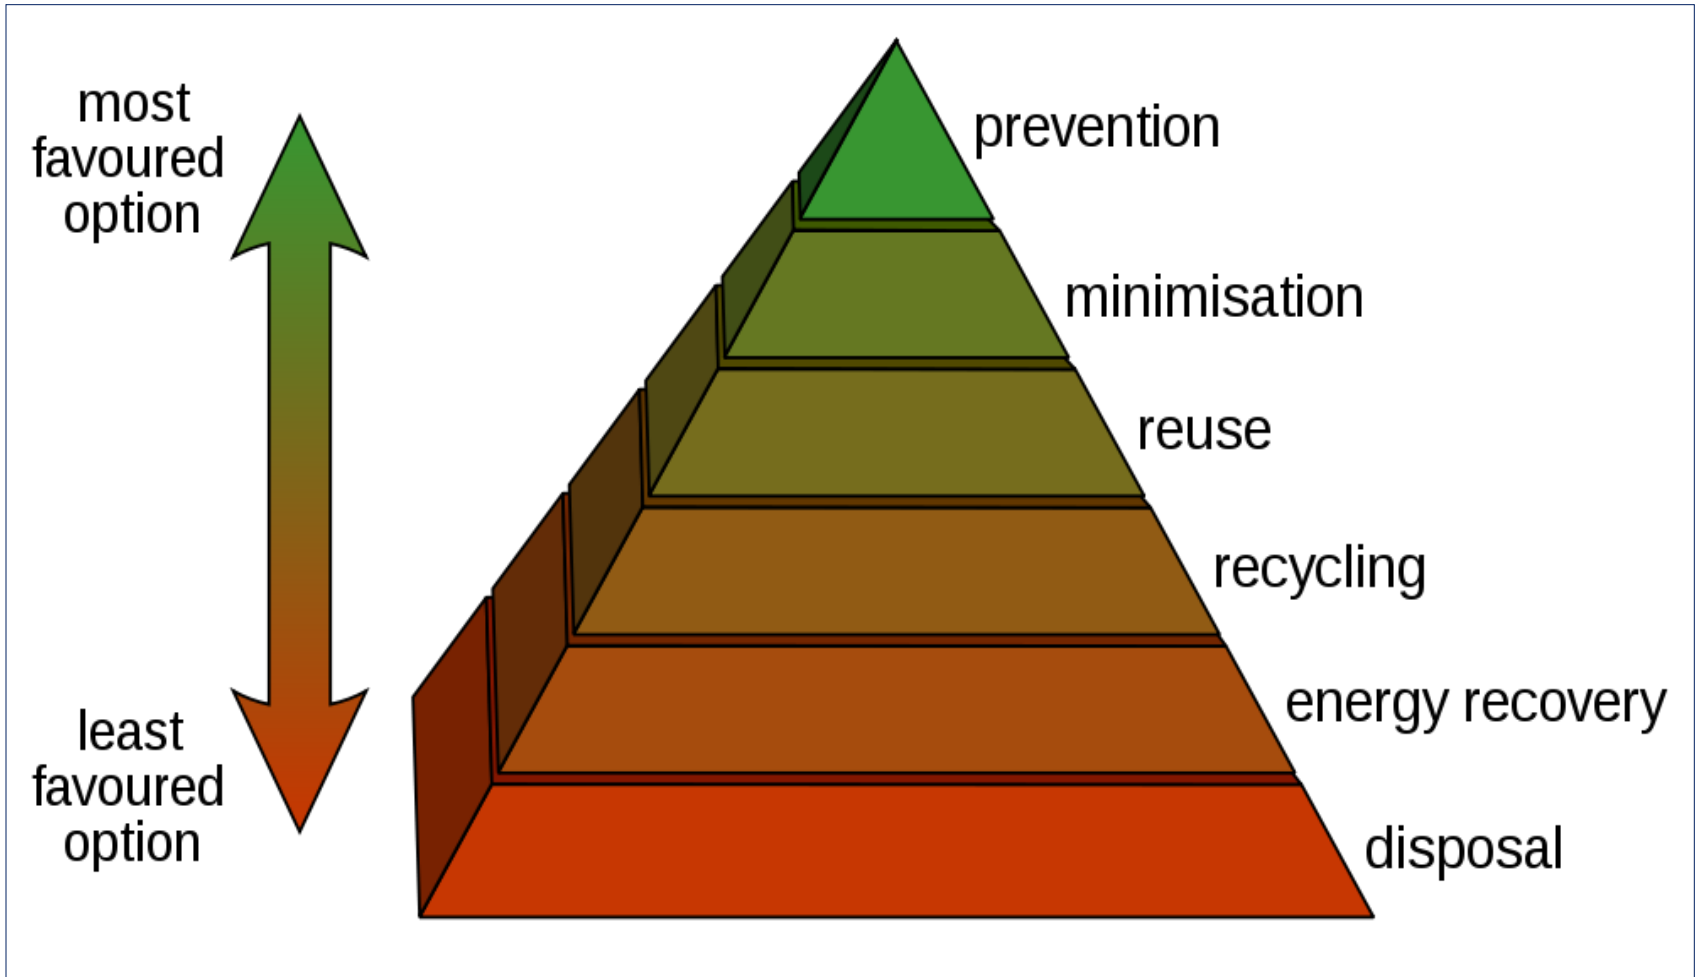 most
favoured
option
prevention
minimisation
reuse
recycling
energy recovery
least
favoured
option
disposal